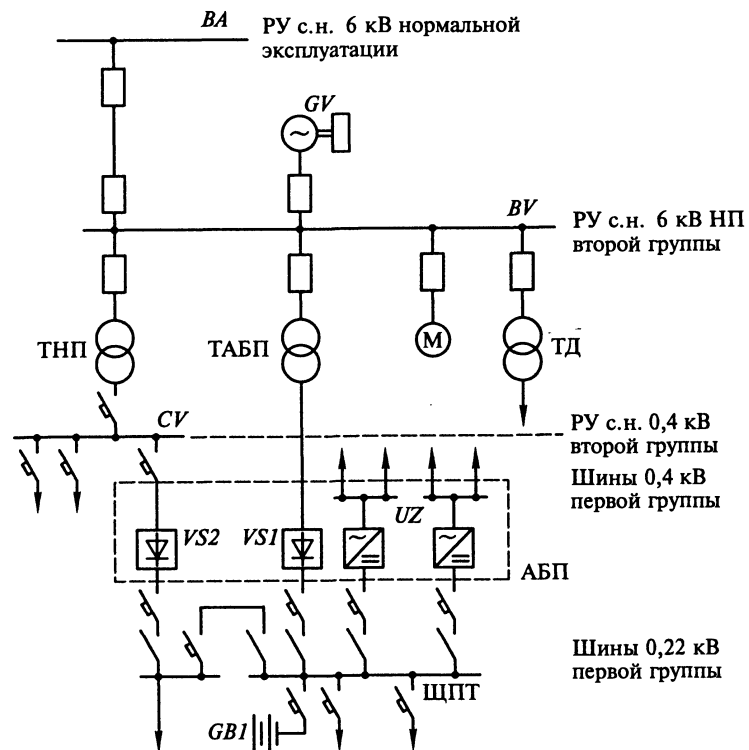 BA
РУ с.н. 6 кВ нормальной
эксплуатации
GV
~
BV
РУ с.н. 6 кВ НП
второй группы
ТНП
ТАБП
М
ТД
CV
РУ с.н. 0,4 кВ
второй группы
Шины 0,4 кВ
первой группы
UZ
VS2
VS1
~
~
АБП
Шины 0,22 кВ
первой группы
ЩПТ
GB1